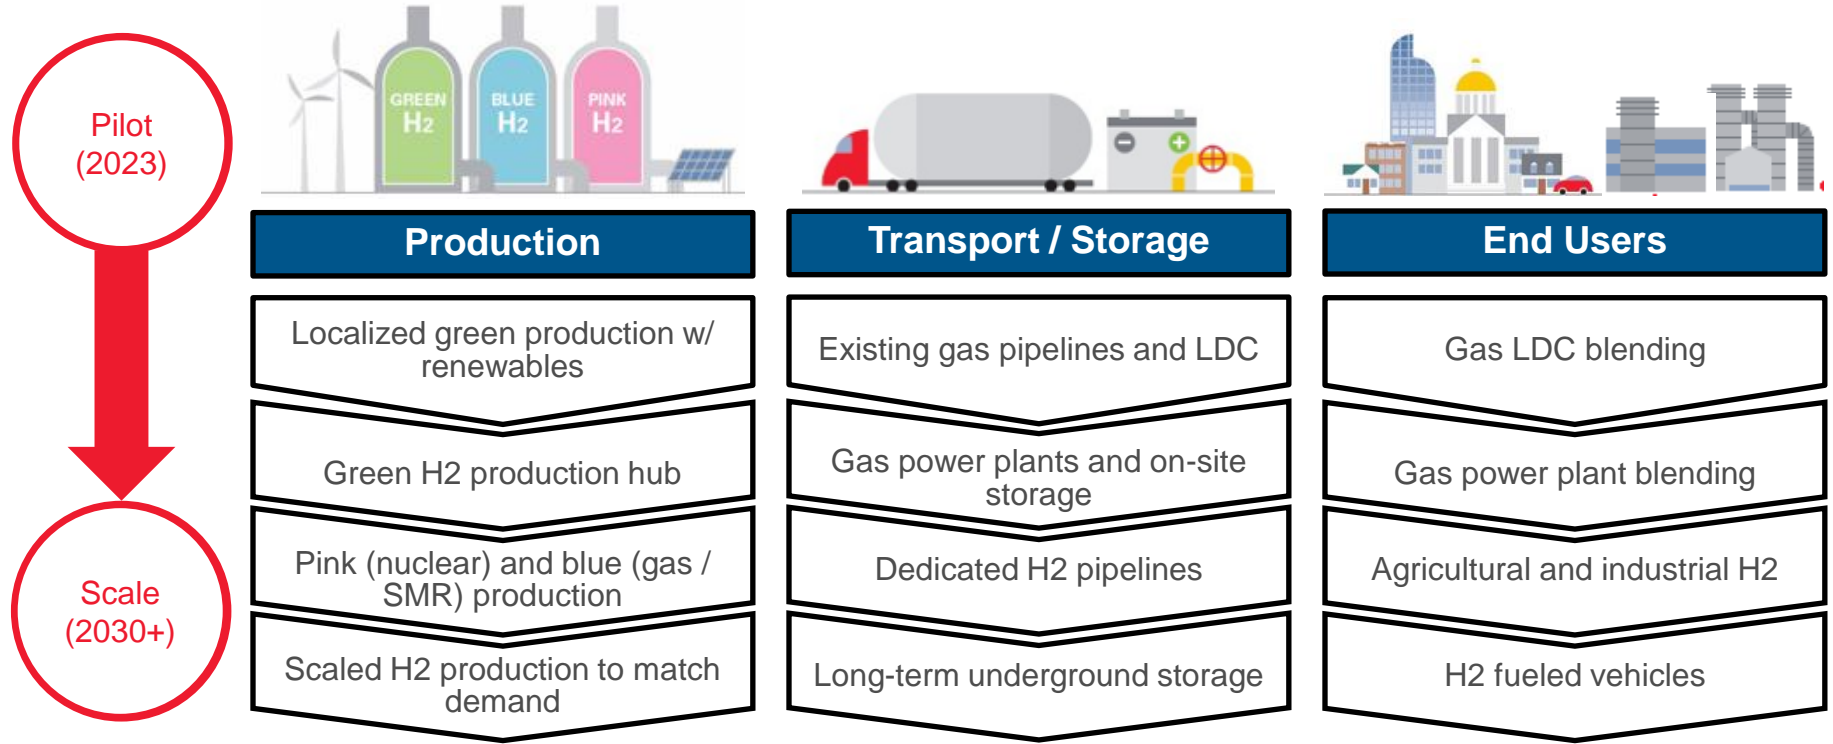 Pilot
(2023)
Scale
(2030+)
GREEN
H2
BLUE
H2
PINK
H2
Production
Localized green production w/
renewables
Green H2 production hub
Pink (nuclear) and blue (gas /
SMR) production
Scaled H2 production to match
demand
Transport / Storage
Existing gas pipelines and LDC
Gas power plants and on-site
storage
Dedicated H2 pipelines
Long-term underground storage
End Users
Gas LDC blending
Gas power plant blending
Agricultural and industrial H2
H2 fueled vehicles